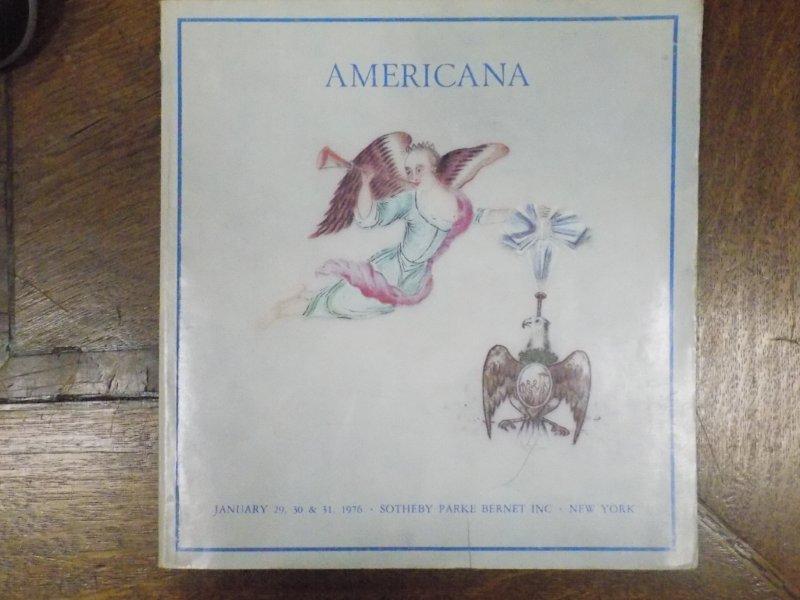 AMERICANA
JANUARY 29, 30 & 31, 1976 · SOTHEBY PARKE BERNET INC · NEW YORK